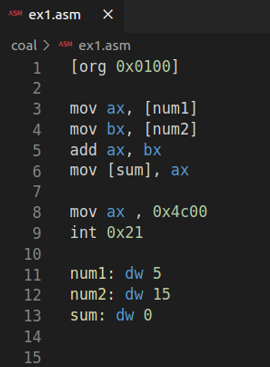 ASM ex1.asm ×
coal > ASM ex1.asm
1 [org 0x0100]
2
3 mov ax, [num1]
4 mov bx, [num2]
5 add ax, bx
6 mov [sum], ax
7
8 mov ax , 0x4c00
9 int 0x21
10
11 num1: dw 5
12 num2: dw 15
13 sum: dw 0
14
15